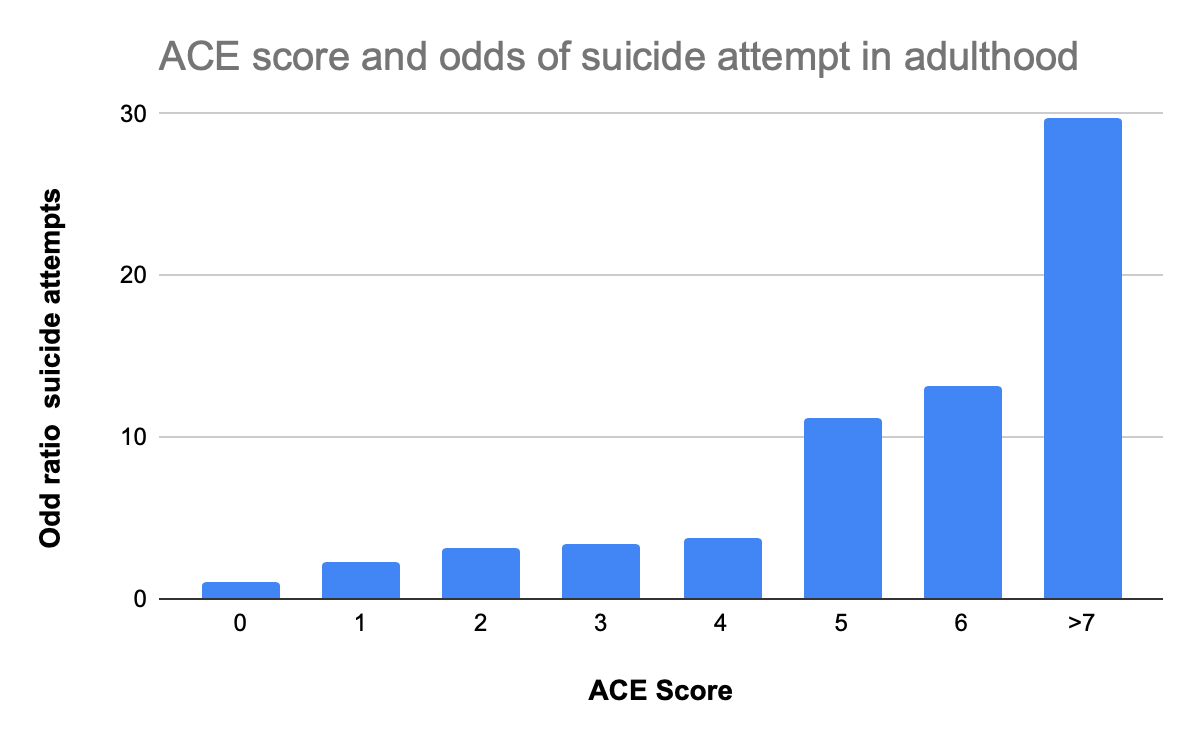 ACE score and odds of suicide attempt in adulthood
30
20
10
0
Odd ratio  suicide attempts
0 1 2 3 4 5 6 >7
ACE Score